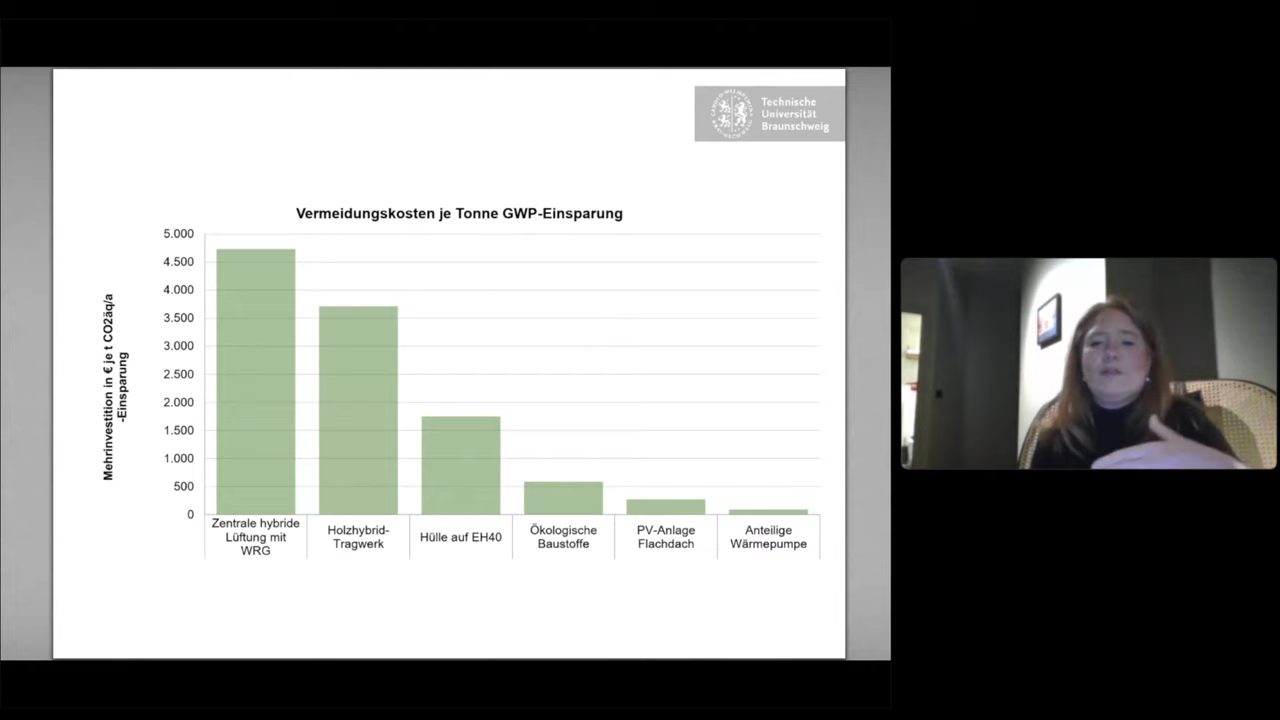 Technische
Universität
Braunschweig
Vermeidungskosten je Tonne GWP-Einsparung
Mehrinvestition in € je t CO2äq/a
-Einsparung
5.000
4.500
4.000
3.500
3.000
2.500
2.000
1.500
1.000
500
0
Zentrale hybride
Lüftung mit
WRG
Holzhybrid-
Tragwerk
Hülle auf EH40
Ökologische
Baustoffe
PV-Anlage
Flachdach
Anteilige
Wärmepumpe